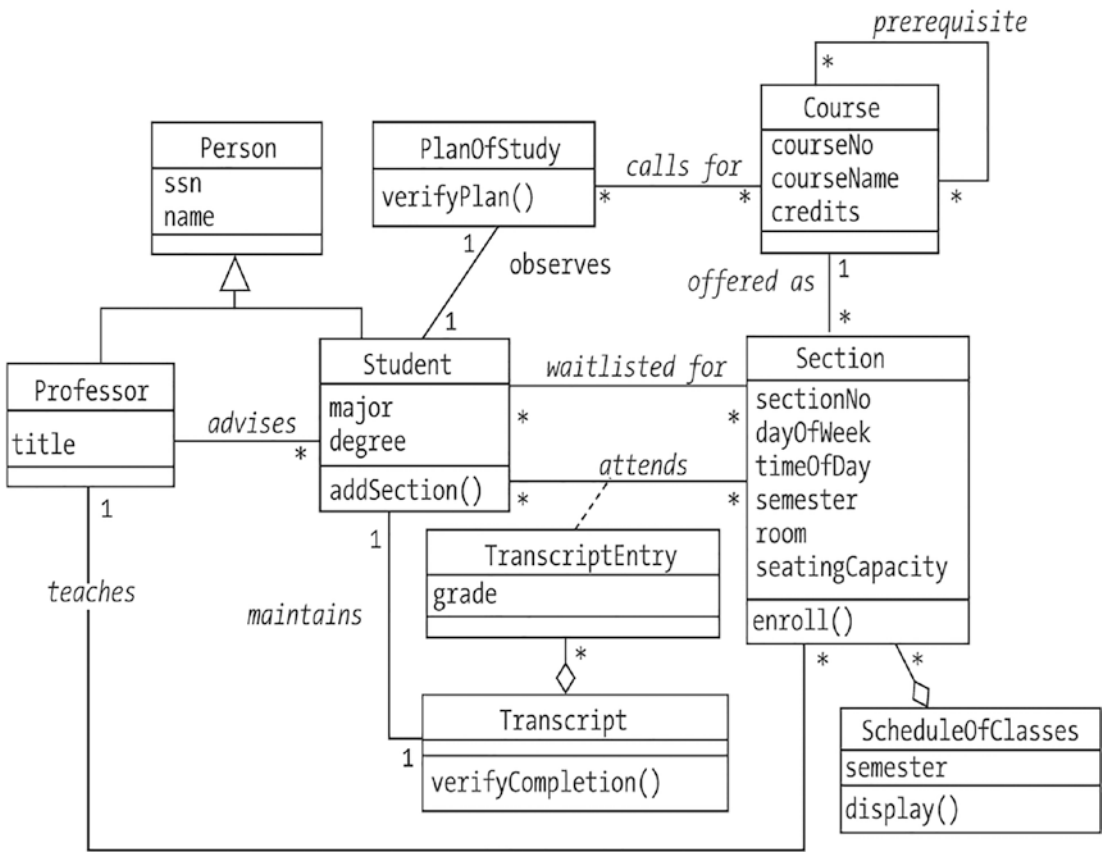 prerequisite
*
Course
courseNo
courseName
credits
*
Person
ssn
name
PlanOfStudy
verifyPlan()
*
calls for
*
1
observes
1
1
offered as
*
Professor
title
advises
*
Student
major
degree
addSection()
waitlisted for
*
*
attends
*
*
Section
sectionNo
dayOfWeek
timeOfDay
semester
room
seatingCapacity
enroll()
1
teaches
1
maintains
TranscriptEntry
grade
*
*
*
Transcript
verifyCompletion()
1
ScheduleOfClasses
semester
display()